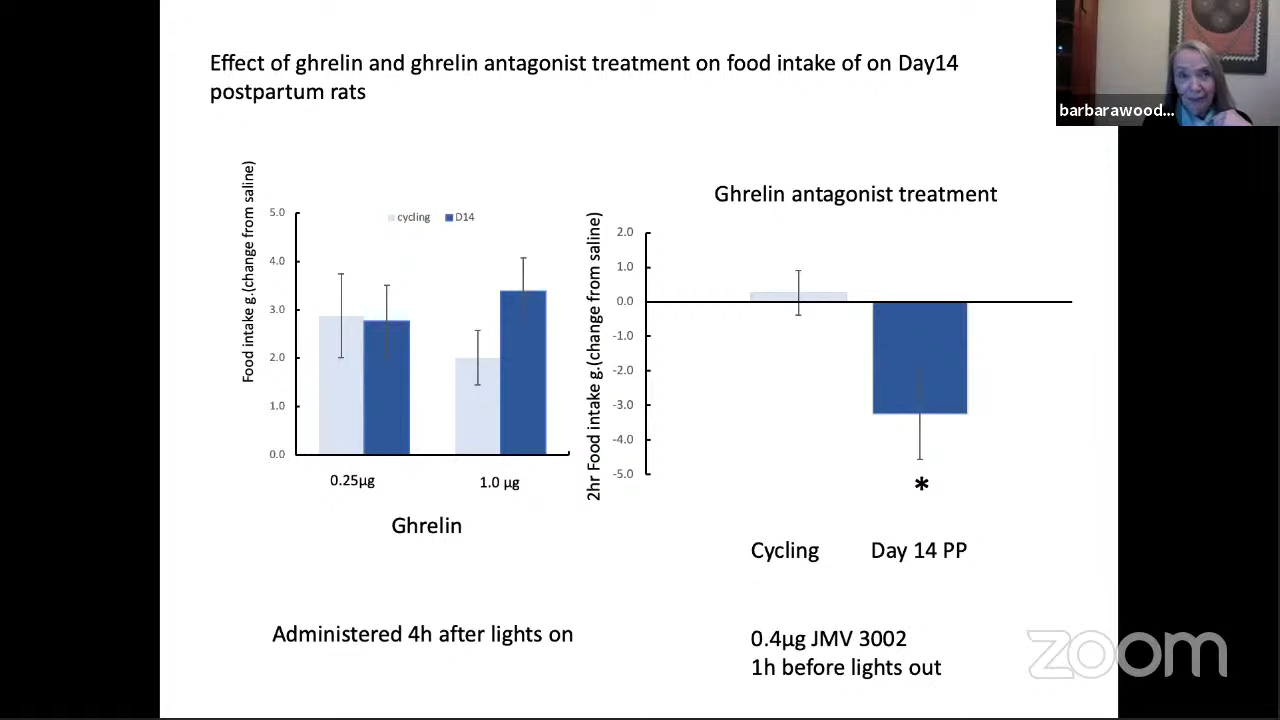 Effect of ghrelin and ghrelin antagonist treatment on food intake of on Day14
postpartum rats
barbarawood...
Food intake g.(change from saline)
5.0
4.0
3.0
2.0
1.0
0.0
cycling
D14
0.25µg
1.0 µg
Ghrelin
Administered 4h after lights on
Ghrelin antagonist treatment
2hr Food intake g.(change from saline)
2.0
1.0
0.0
-1.0
-2.0
-3.0
-4.0
-5.0
*
Cycling
Day 14 PP
0.4µg JMV 3002
1h before lights out
zoom